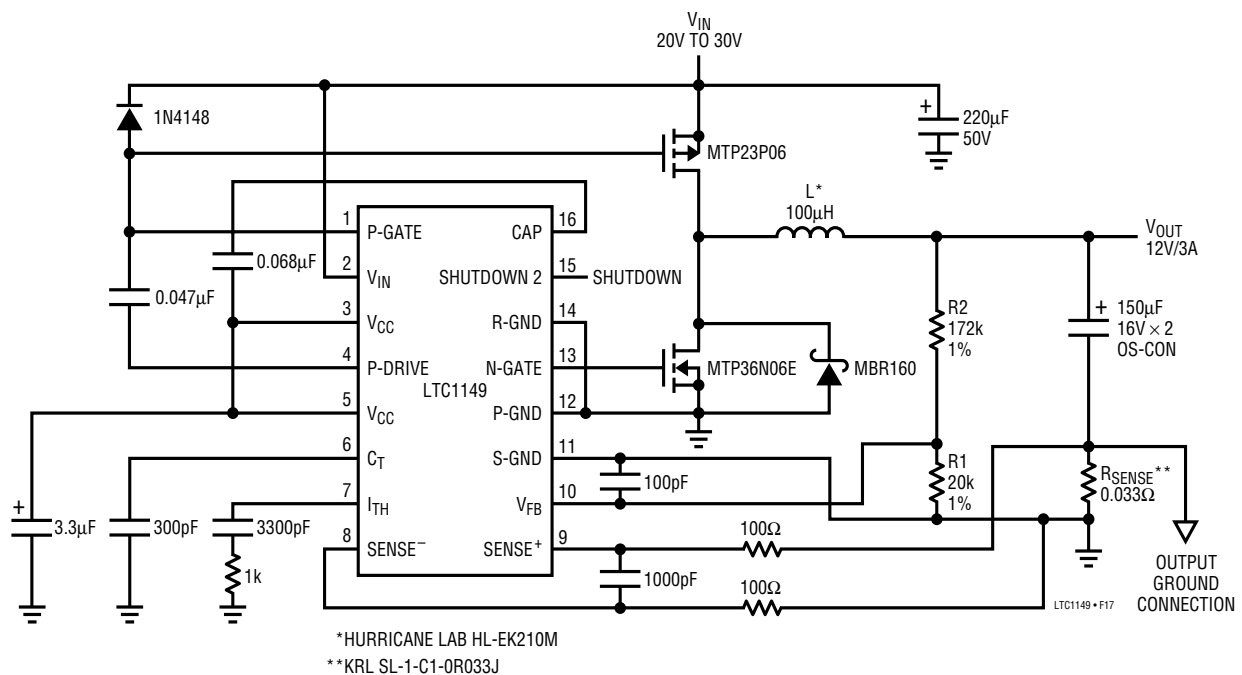 VIN
20V TO 30V
1N4148
+
220µF
50V
MTP23P06
L*
100µH
VOUT
12V/3A
1
P-GATE
CAP
16
0.068µF
2
VIN
SHUTDOWN 2
15
SHUTDOWN
0.047µF
3
VCC
R-GND
14
R2
172k
1%
+
150µF
16V × 2
OS-CON
4
P-DRIVE
N-GATE
13
MTP36N06E
MBR160
LTC1149
5
VCC
P-GND
12
6
CT
S-GND
11
100pF
R1
20k
1%
RSENSE**
0.033Ω
7
ITH
VFB
10
+
3.3µF
300pF
3300pF
8
SENSE−
SENSE+
9
100Ω
1k
1000pF
100Ω
OUTPUT
GROUND
CONNECTION
LTC1149 • F17
*HURRICANE LAB HL-EK210M
**KRL SL-1-C1-0R033J